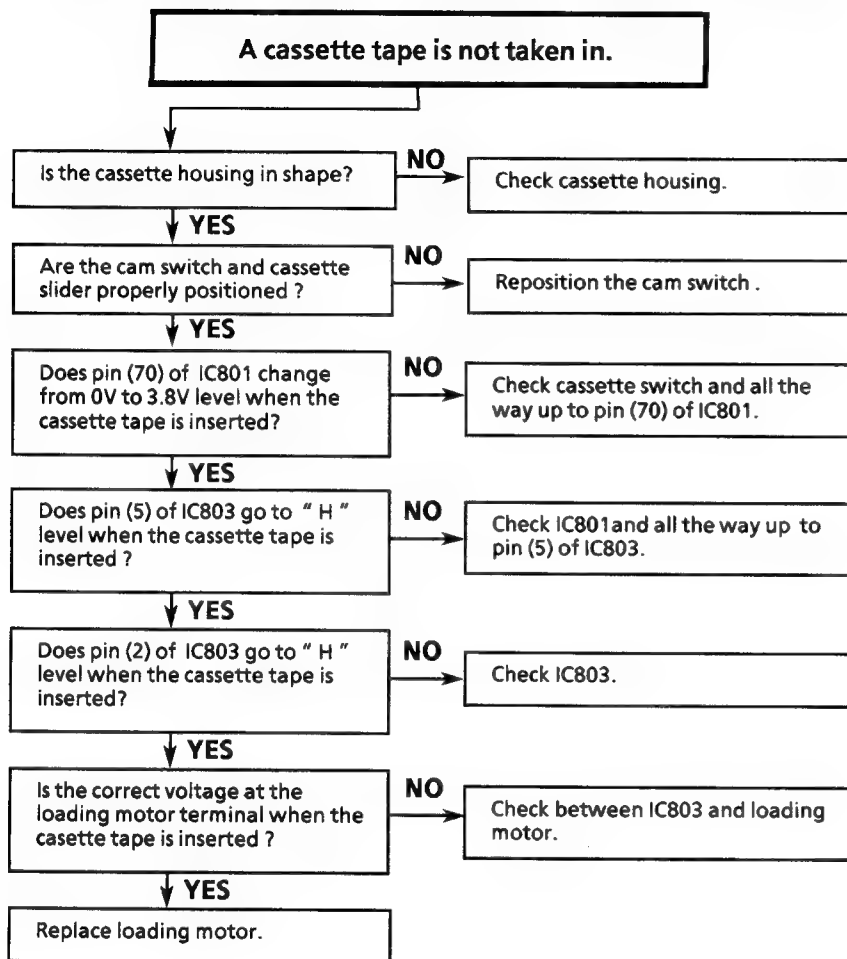 A cassette tape is not taken in.
Is the cassette housing in shape?
NO
Check cassette housing.
YES
Are the cam switch and cassette
slider properly positioned ?
NO
Reposition the cam switch .
YES
Does pin (70) of IC801 change
from 0V to 3.8V level when the
cassette tape is inserted?
NO
Check cassette switch and all the
way up to pin (70) of IC801.
YES
Does pin (5) of IC803 go to " H "
level when the cassette tape is
inserted ?
NO
Check IC801and all the way up to
pin (5) of IC803.
YES
Does pin (2) of IC803 go to " H "
level when the cassette tape is
inserted?
NO
Check IC803.
YES
Is the correct voltage at the
loading motor terminal when the
casette tape is inserted ?
NO
Check between IC803 and loading
motor.
YES
Replace loading motor.